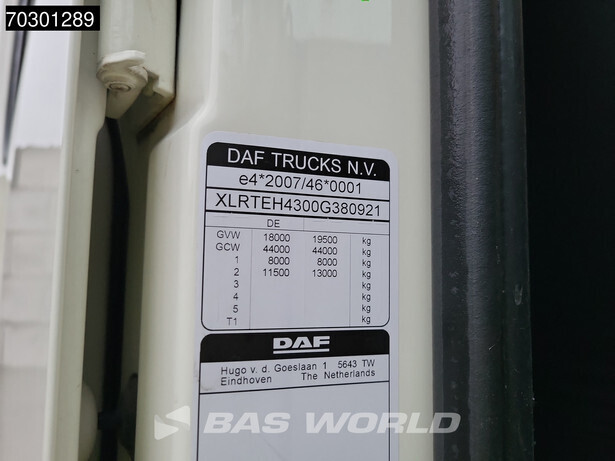 70301289
DAF TRUCKS N.V.
e4*2007/46*0001
XLRTEH4300G380921
DE
GVW 18000 19500 kg
GCW 44000 44000 kg
1 8000 8000 kg
2 11500 13000 kg
3 kg
4 kg
5 kg
T1 kg
DAF
Hugo v. d. Goeslaan 1 5643 TW
Eindhoven The Netherlands
BAS WORLD